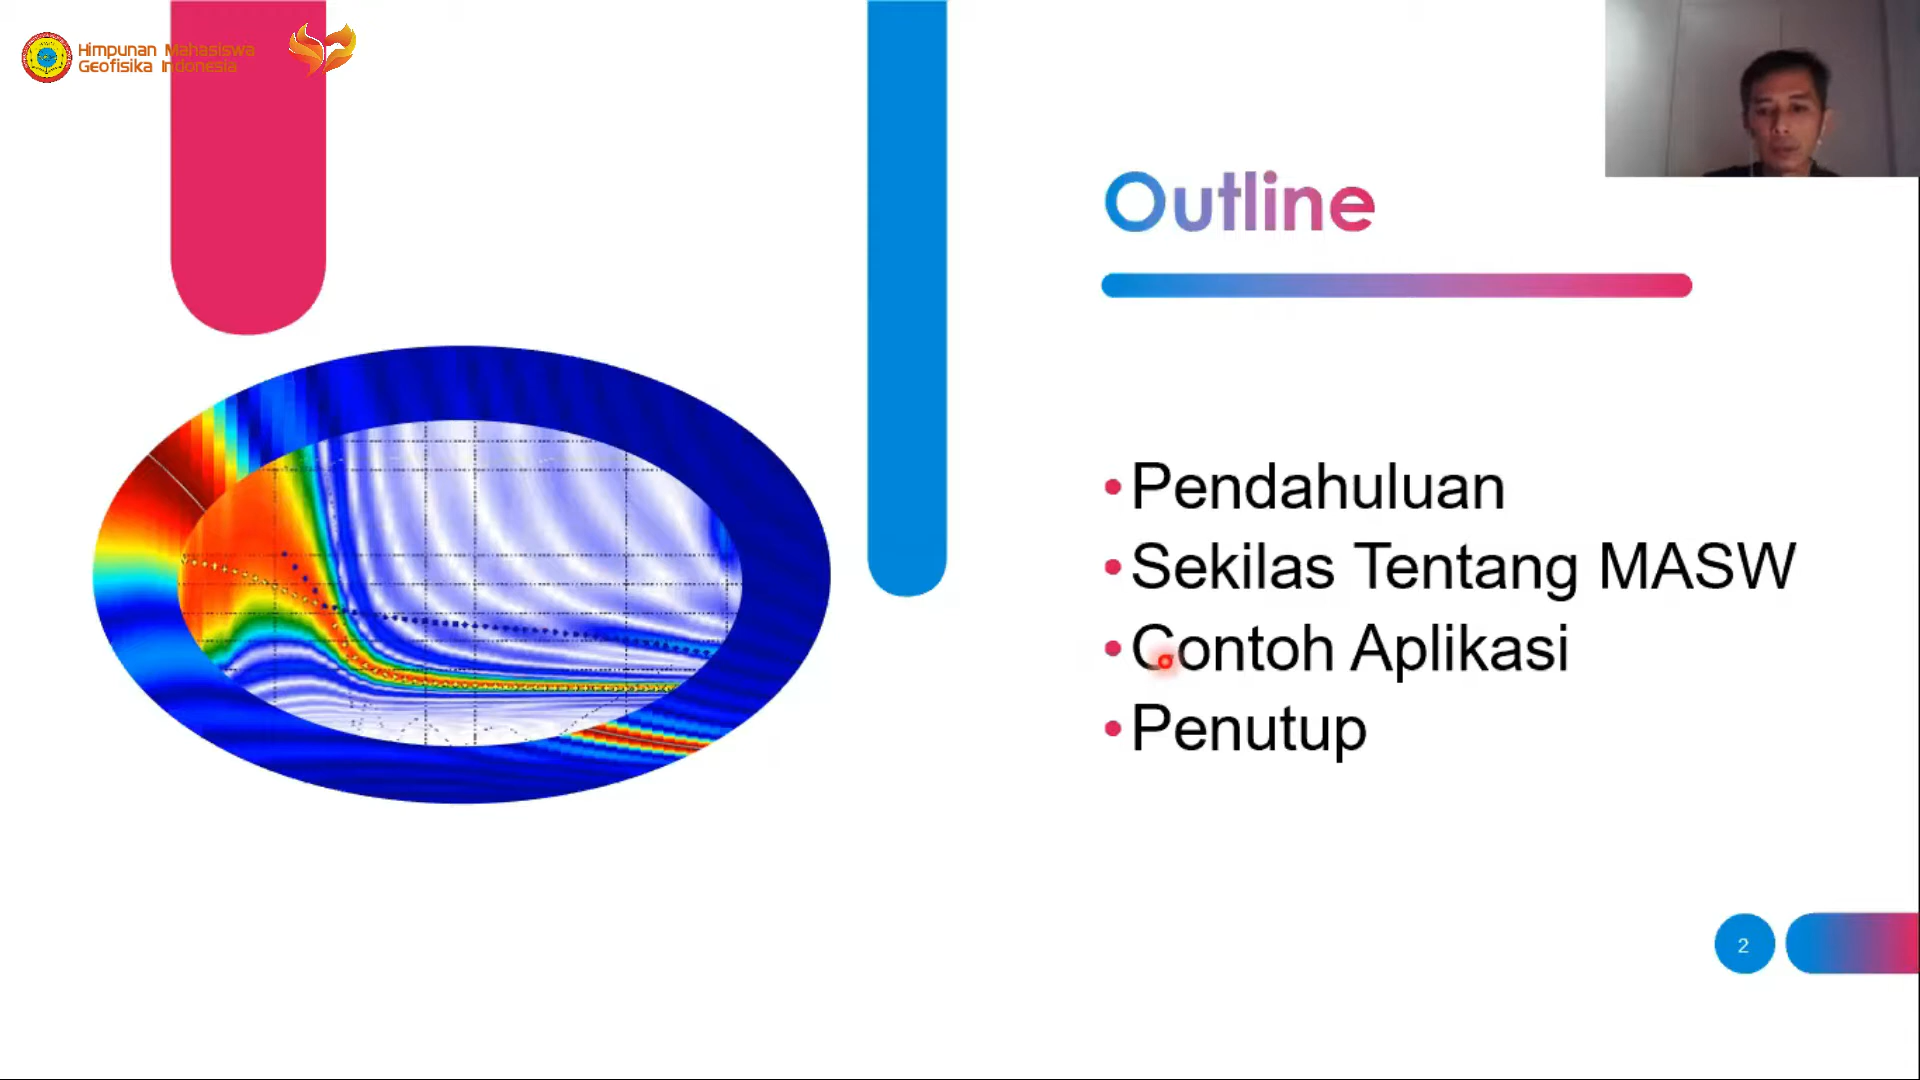 Himpunan Mahasiswa
Geofisika Indonesia
Outline
•Pendahuluan
•Sekilas Tentang MASW
•Contoh Aplikasi
•Penutup
2